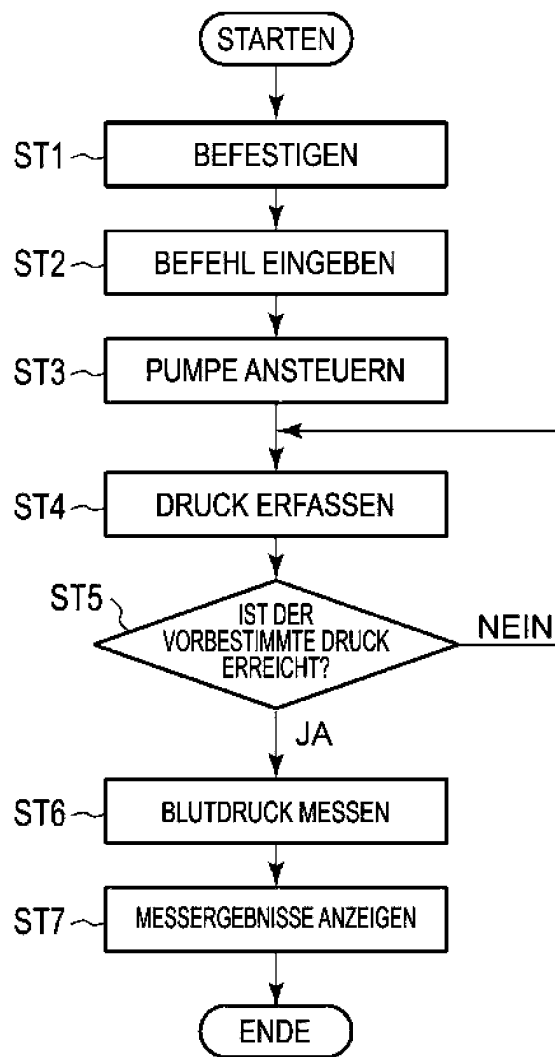 STARTEN
ST1
BEFESTIGEN
ST2
BEFEHL EINGEBEN
ST3
PUMPE ANSTEUERN
ST4
DRUCK ERFASSEN
ST5
IST DER
VORBESTIMMTE DRUCK
ERREICHT?
NEIN
JA
ST6
BLUTDRUCK MESSEN
ST7
MESSERGEBNISSE ANZEIGEN
ENDE